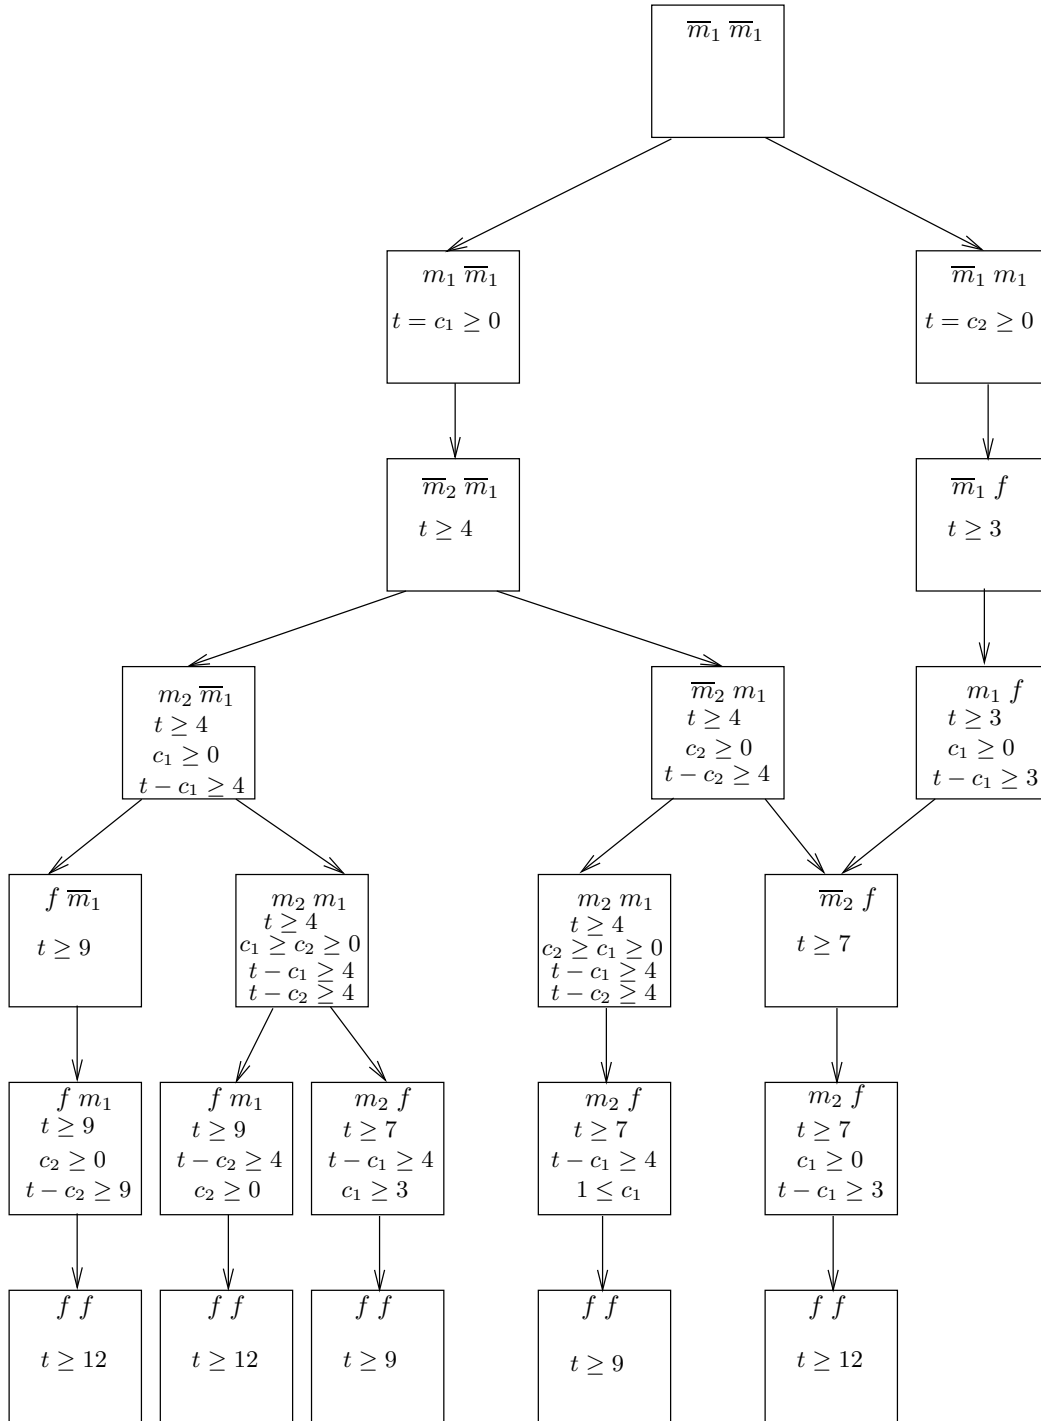 m̅₁ m̅₁
m₁ m̅₁
t = c₁ ≥ 0
m̅₁ m₁
t = c₂ ≥ 0
m̅₂ m̅₁
t ≥ 4
m̅₁ f
t ≥ 3
m₂ m̅₁
t ≥ 4
c₁ ≥ 0
t − c₁ ≥ 4
m̅₂ m₁
t ≥ 4
c₂ ≥ 0
t − c₂ ≥ 4
m₁ f
t ≥ 3
c₁ ≥ 0
t − c₁ ≥ 3
f m̅₁
t ≥ 9
m₂ m₁
t ≥ 4
c₁ ≥ c₂ ≥ 0
t − c₁ ≥ 4
t − c₂ ≥ 4
m₂ m₁
t ≥ 4
c₂ ≥ c₁ ≥ 0
t − c₁ ≥ 4
t − c₂ ≥ 4
m̅₂ f
t ≥ 7
f m₁
t ≥ 9
c₂ ≥ 0
t − c₂ ≥ 9
f m₁
t ≥ 9
t − c₂ ≥ 4
c₂ ≥ 0
m₂ f
t ≥ 7
t − c₁ ≥ 4
c₁ ≥ 3
m₂ f
t ≥ 7
t − c₁ ≥ 4
1 ≤ c₁
m₂ f
t ≥ 7
c₁ ≥ 0
t − c₁ ≥ 3
f f
t ≥ 12
f f
t ≥ 12
f f
t ≥ 9
f f
t ≥ 9
f f
t ≥ 12